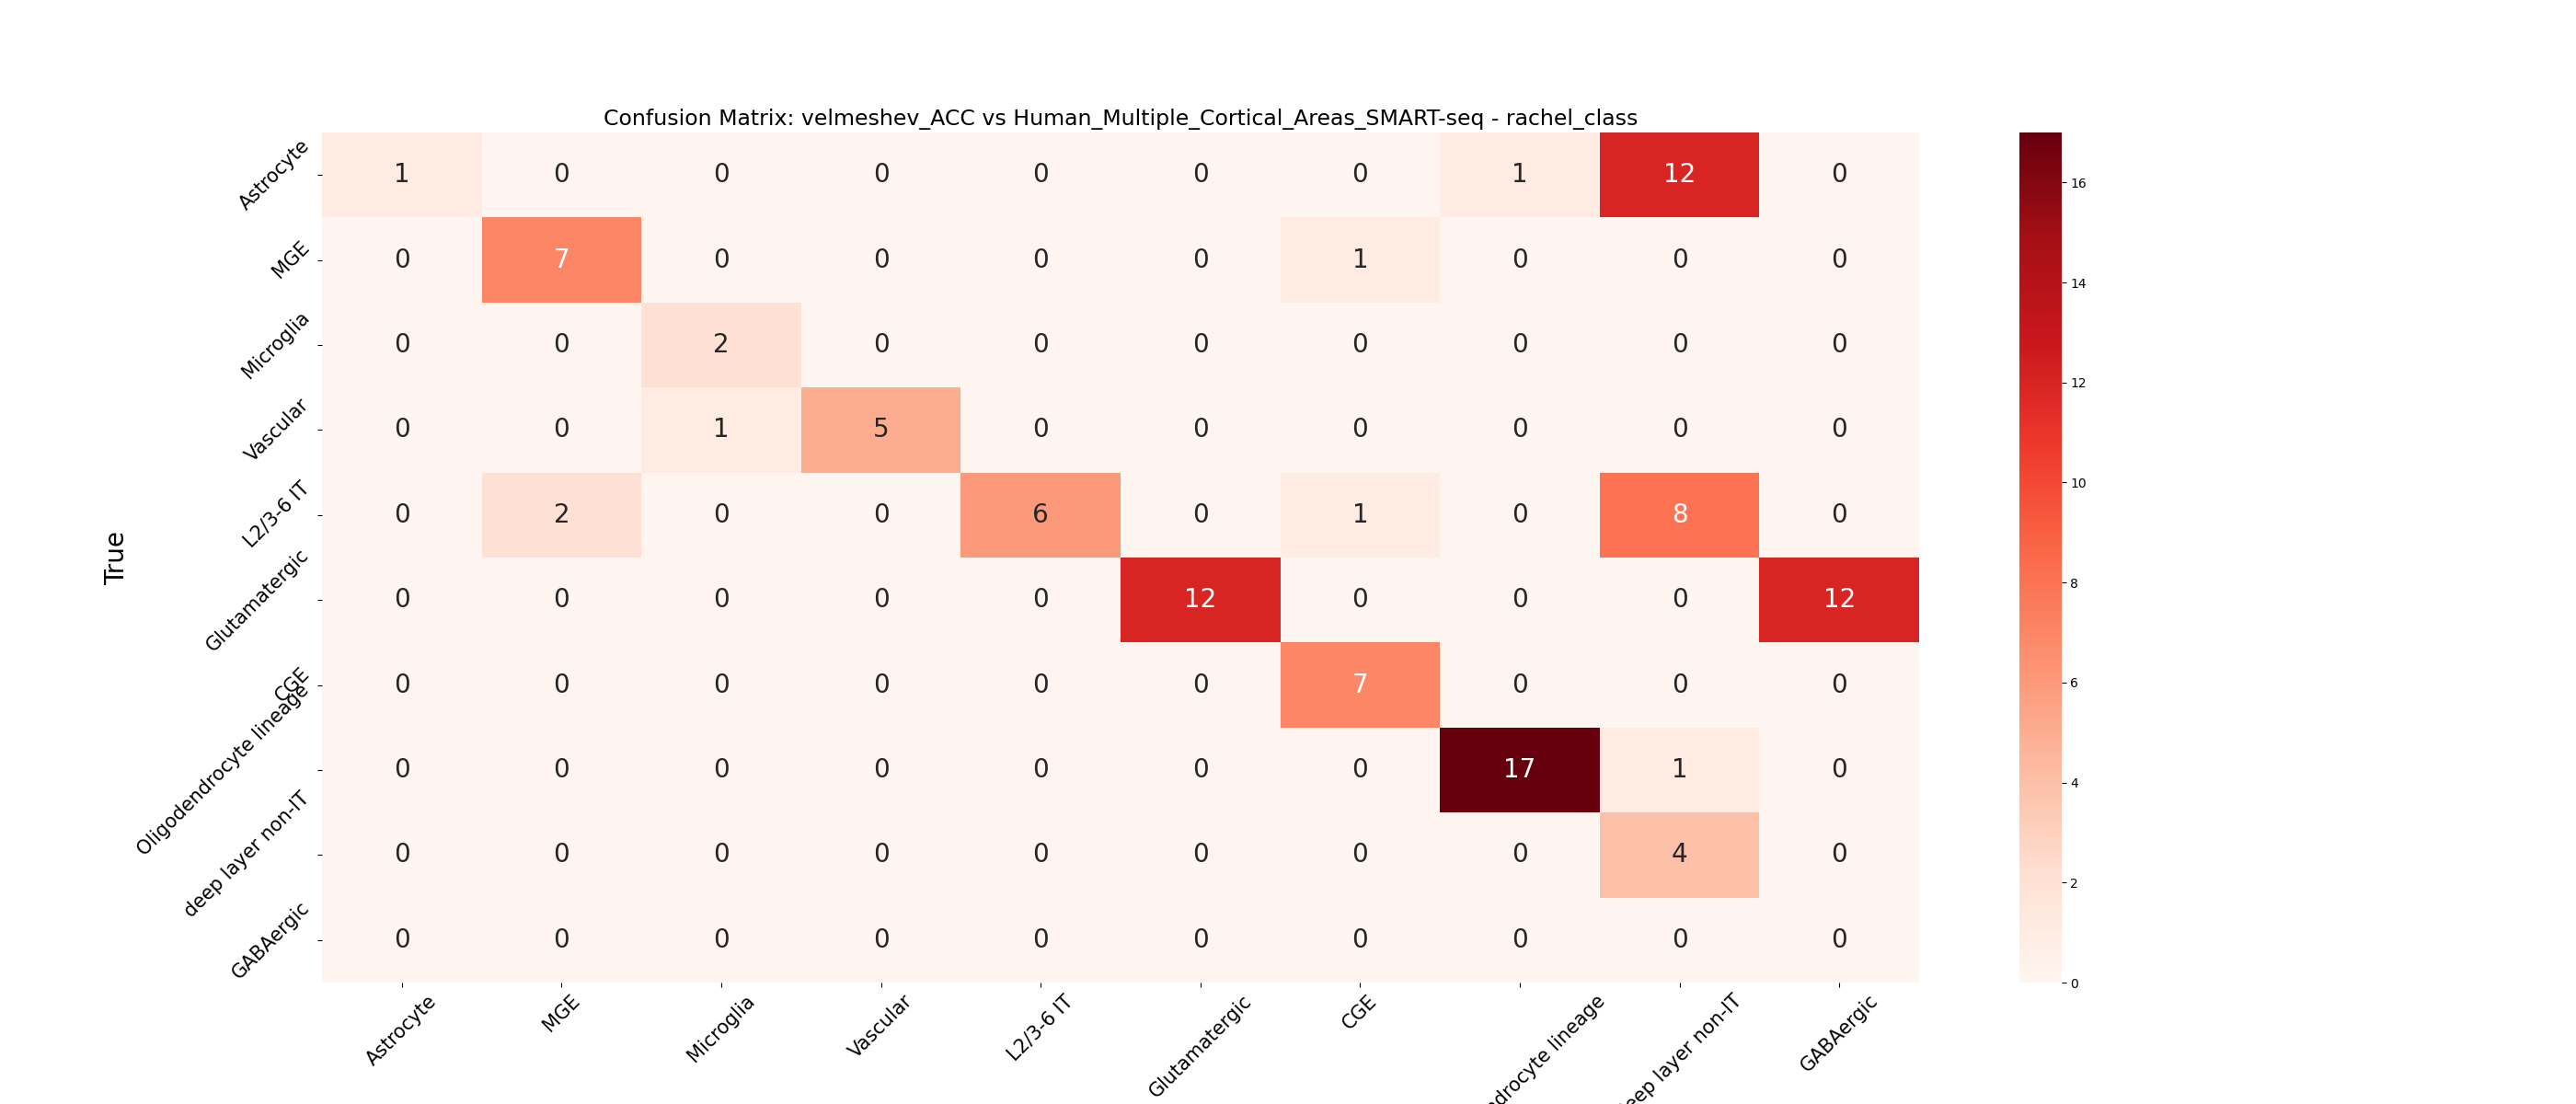 Confusion Matrix: velmeshev_ACC vs Human_Multiple_Cortical_Areas_SMART-seq - rachel_class
Astrocyte 1 0 0 0 0 0 0 1 12 0
MGE 0 7 0 0 0 0 1 0 0 0
Microglia 0 0 2 0 0 0 0 0 0 0
Vascular 0 0 1 5 0 0 0 0 0 0
L2/3-6 IT 0 2 0 0 6 0 1 0 8 0
Glutamatergic 0 0 0 0 0 12 0 0 0 12
CGE 0 0 0 0 0 0 7 0 0 0
Oligodendrocyte lineage 0 0 0 0 0 0 0 17 1 0
deep layer non-IT 0 0 0 0 0 0 0 0 4 0
GABAergic 0 0 0 0 0 0 0 0 0 0
True
Astrocyte MGE Microglia Vascular L2/3-6 IT Glutamatergic CGE lineage layer non-IT GABAergic
16
14
12
10
8
6
4
2
0